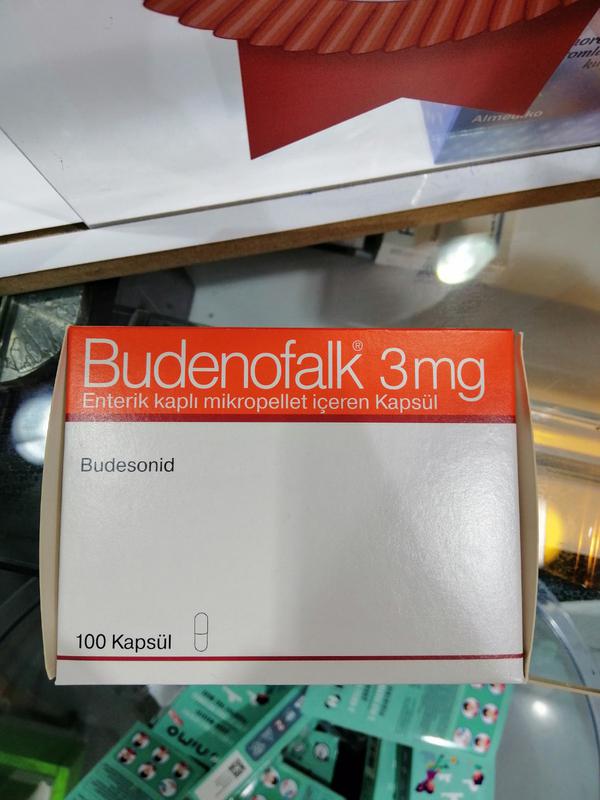 Budenofalk® 3mg
Enterik kaplı mikropellet içeren Kapsül
Budesonid
100 Kapsül